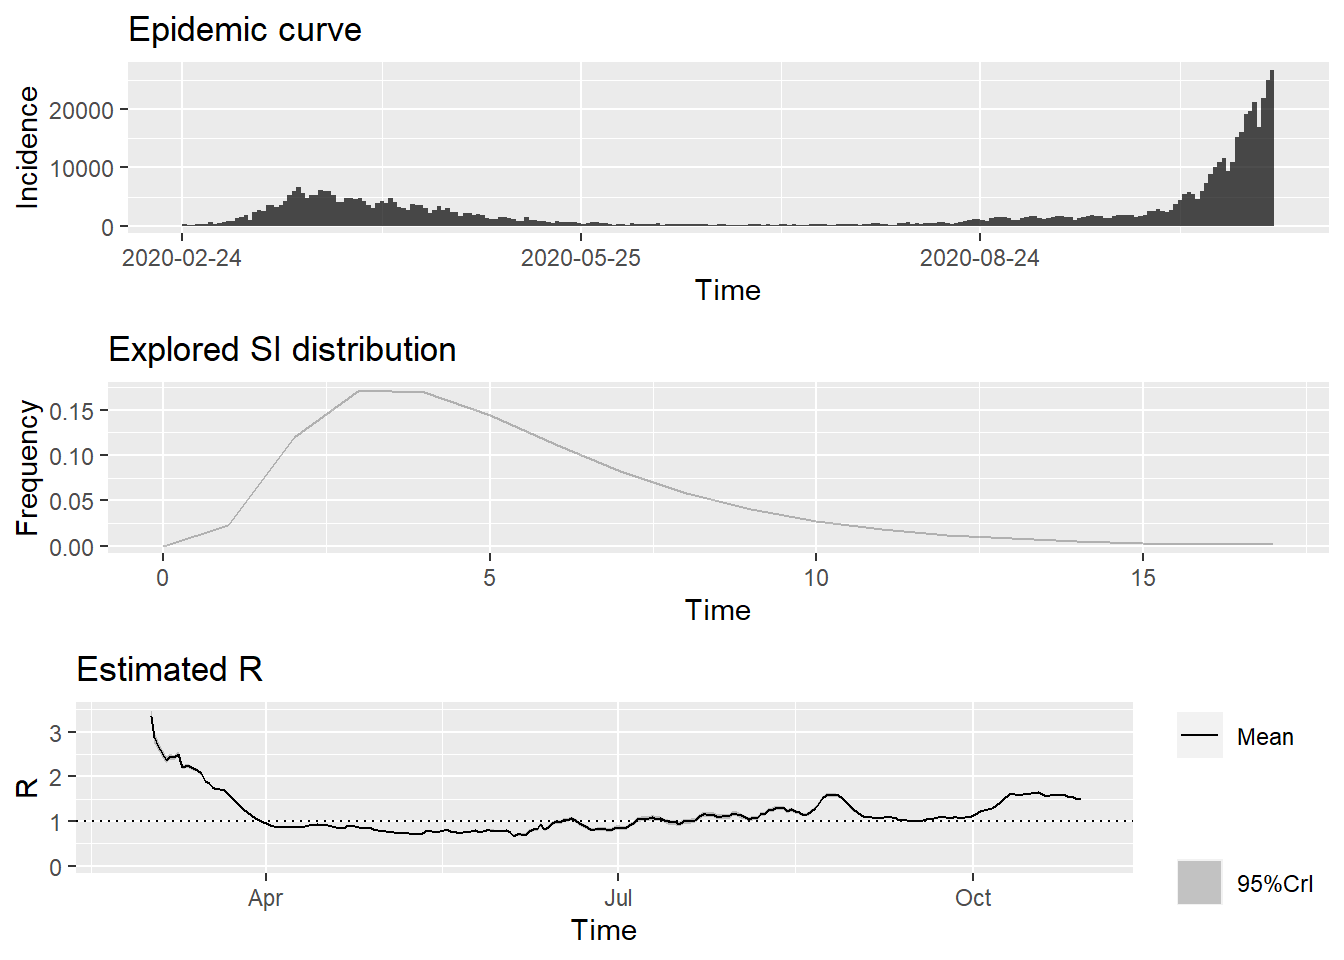 Epidemic curve
Incidence
20000
10000
0
2020-02-24
2020-05-25
2020-08-24
Time
Explored SI distribution
Frequency
0.15
0.10
0.05
0.00
0
5
10
15
Time
Estimated R
R
3
2
1
0
Apr
Jul
Oct
Time
Mean
95%CrI